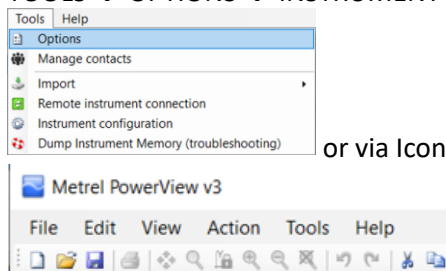 TOOLS → OPTIONS → INSTRUMENT
Tools Help
Options
Manage contacts
Import
Remote instrument connection
Instrument configuration
Dump Instrument Memory (troubleshooting)
or via Icon
Metrel PowerView v3
File Edit View Action Tools Help